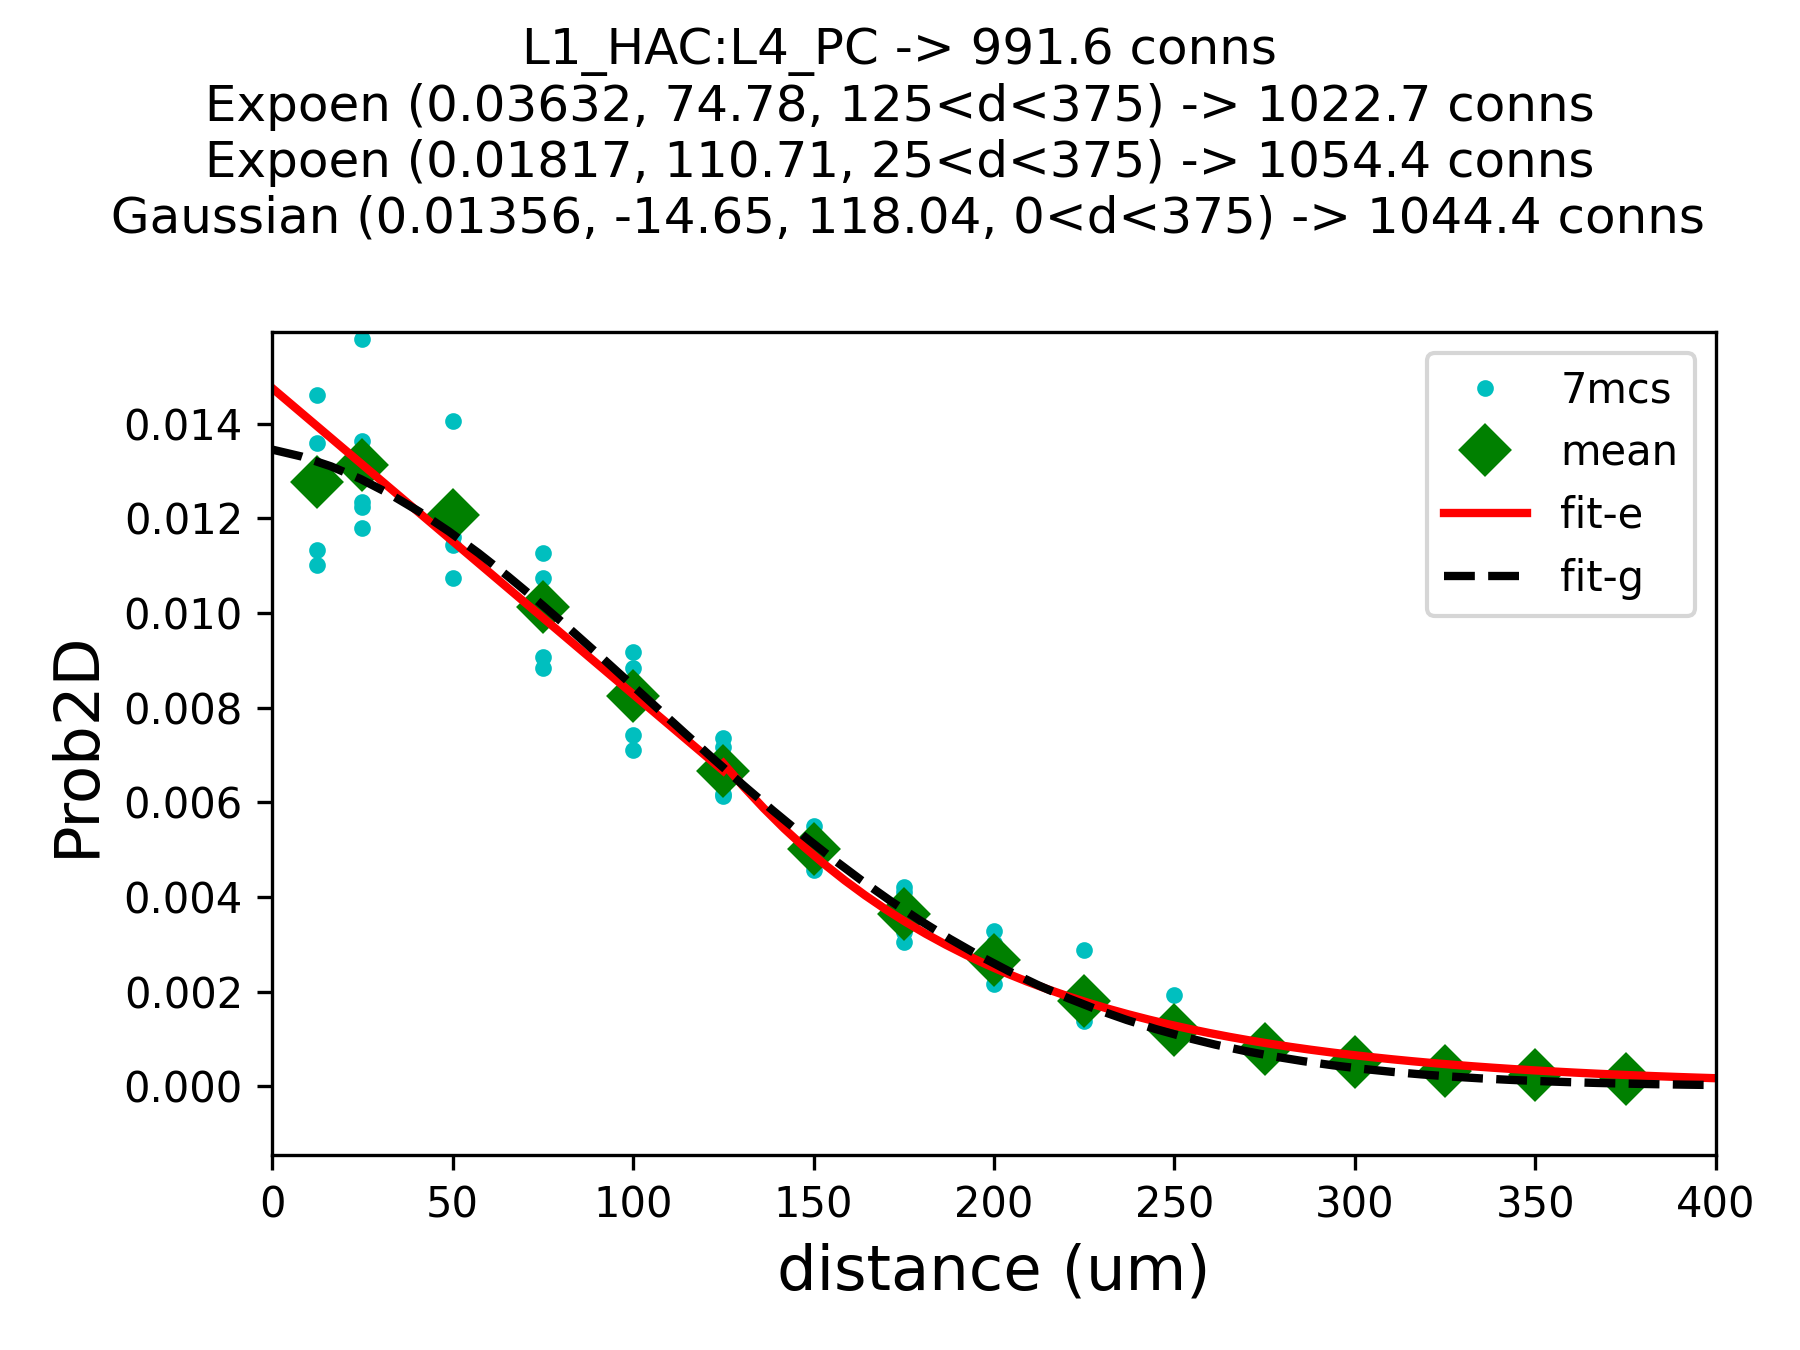 L1_HAC:L4_PC -> 991.6 conns
Expoen (0.03632, 74.78, 125<d<375) -> 1022.7 conns
Expoen (0.01817, 110.71, 25<d<375) -> 1054.4 conns
Gaussian (0.01356, -14.65, 118.04, 0<d<375) -> 1044.4 conns
7mcs
mean
fit-e
fit-g
Prob2D
0.014
0.012
0.010
0.008
0.006
0.004
0.002
0.000
0 50 100 150 200 250 300 350 400
distance (um)